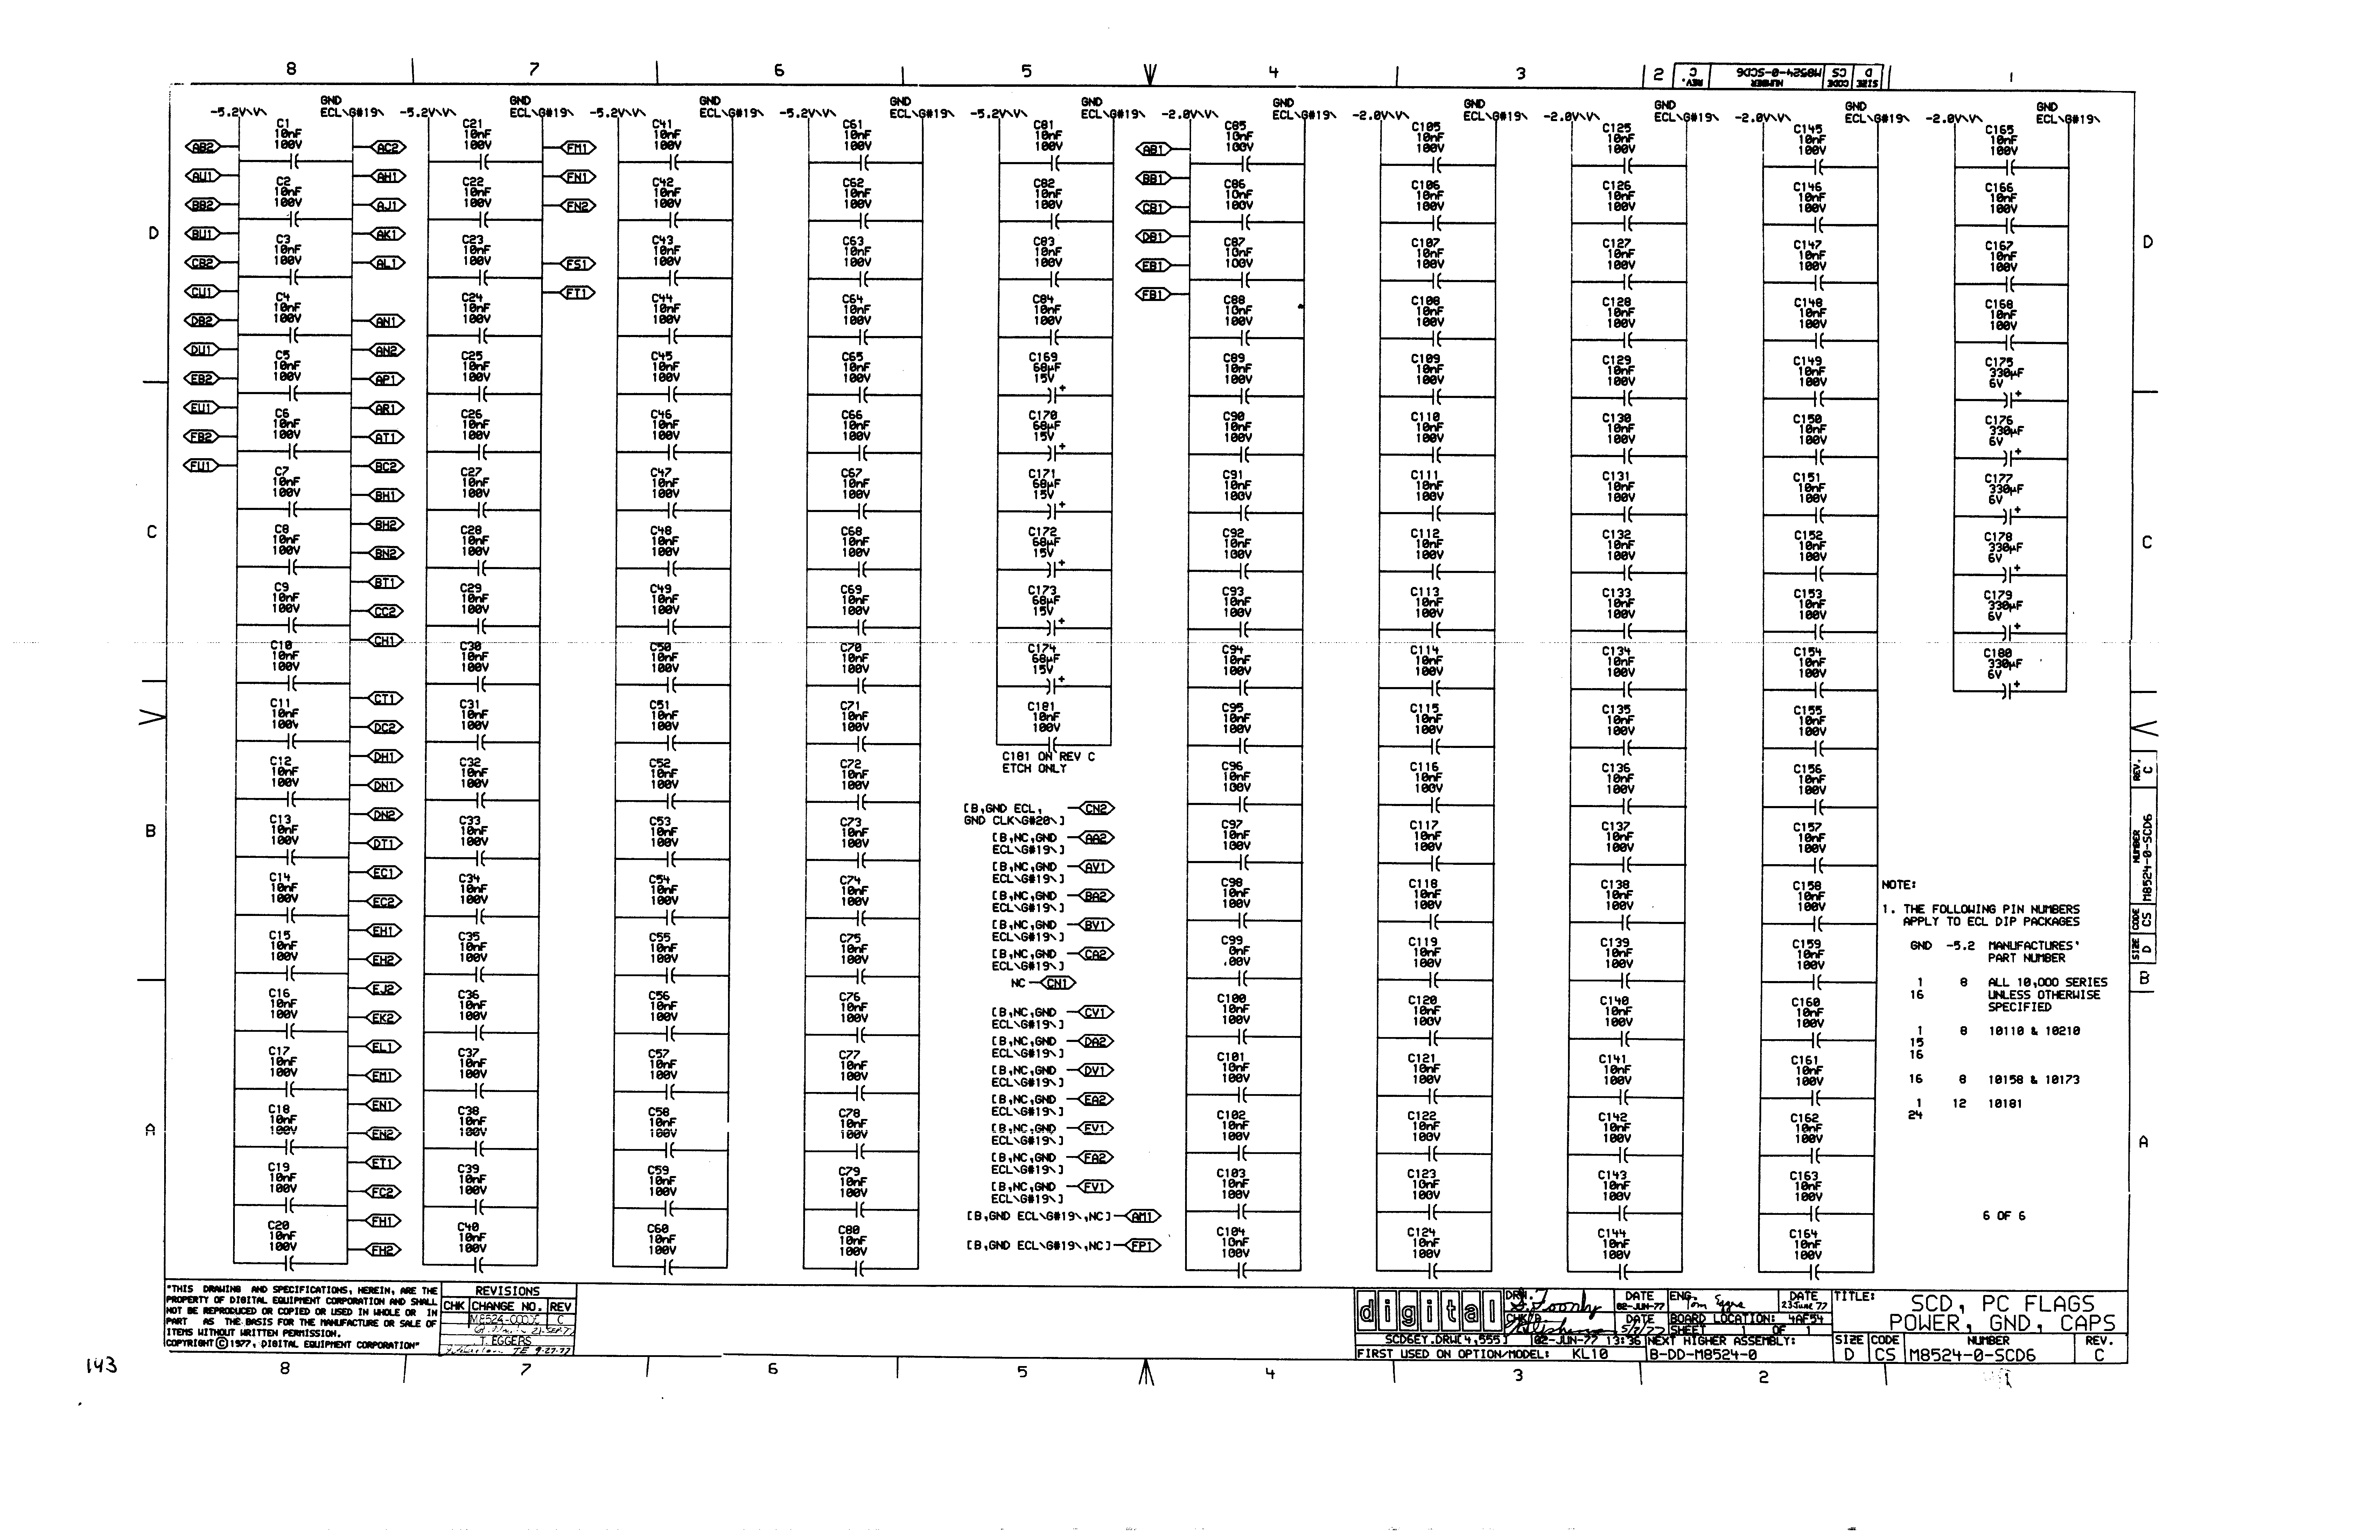 8 7 6 5 4 3 2 1
SIZE CODE NUMBER REV.
D CS M8524-0-SCD6 C
GND GND GND GND GND GND GND GND GND GND
-5.2V\V\ ECL\G#19\ -5.2V\V\ ECL\G#19\ -5.2V\V\ ECL\G#19\ -5.2V\V\ ECL\G#19\ -5.2V\V\ ECL\G#19\ -2.0V\V\ ECL\G#19\ -2.0V\V\ ECL\G#19\ -2.0V\V\ ECL\G#19\ -2.0V\V\ ECL\G#19\ -2.0V\V\ ECL\G#19\
C1 C21 C41 C61 C81 C85 C105 C125 C145 C165
10nF 10nF 10nF 10nF 10nF 10nF 10nF 10nF 10nF 10nF
100V 100V 100V 100V 100V 100V 100V 100V 100V 100V
AB2 AC2 FM1 AB1
AU1 AH1 FN1 BB1
C2 C22 C42 C62 C82 C86 C106 C126 C146 C166
10nF 10nF 10nF 10nF 10nF 10nF 10nF 10nF 10nF 10nF
100V 100V 100V 100V 100V 100V 100V 100V 100V 100V
BB2 AJ1 FN2 CB1
D D
BU1 AK1 DB1
C3 C23 C43 C63 C83 C87 C107 C127 C147 C167
10nF 10nF 10nF 10nF 10nF 10nF 10nF 10nF 10nF 10nF
100V 100V 100V 100V 100V 100V 100V 100V 100V 100V
CB2 AL1 FS1 EB1
CU1 FT1 FB1
C4 C24 C44 C64 C84 C88 C108 C128 C148 C168
10nF 10nF 10nF 10nF 10nF 10nF 10nF 10nF 10nF 10nF
100V 100V 100V 100V 100V 100V 100V 100V 100V 100V
DB2 AN1
DU1 AN2
C5 C25 C45 C65 C169 C89 C109 C129 C149 C175
10nF 10nF 10nF 10nF 68µF 10nF 10nF 10nF 10nF 330µF
100V 100V 100V 100V 15V 100V 100V 100V 100V 6V
EB2 AP1
+ +
EU1 AR1
C6 C26 C46 C66 C170 C90 C110 C130 C150 C176
10nF 10nF 10nF 10nF 68µF 10nF 10nF 10nF 10nF 330µF
100V 100V 100V 100V 15V 100V 100V 100V 100V 6V
FB2 AT1
+ +
FU1 BC2
C7 C27 C47 C67 C171 C91 C111 C131 C151 C177
10nF 10nF 10nF 10nF 68µF 10nF 10nF 10nF 10nF 330µF
100V 100V 100V 100V 15V 100V 100V 100V 100V 6V
BH1
+ +
BH2
C C
C8 C28 C48 C68 C172 C92 C112 C132 C152 C178
10nF 10nF 10nF 10nF 68µF 10nF 10nF 10nF 10nF 330µF
100V 100V 100V 100V 15V 100V 100V 100V 100V 6V
BN2
+ +
BT1
C9 C29 C49 C69 C173 C93 C113 C133 C153 C179
10nF 10nF 10nF 10nF 68µF 10nF 10nF 10nF 10nF 330µF
100V 100V 100V 100V 15V 100V 100V 100V 100V 6V
CC2
+ +
CH1
C10 C30 C50 C70 C174 C94 C114 C134 C154 C180
10nF 10nF 10nF 10nF 68µF 10nF 10nF 10nF 10nF 330µF
100V 100V 100V 100V 15V 100V 100V 100V 100V 6V
+ +
CT1
C11 C31 C51 C71 C181 C95 C115 C135 C155
10nF 10nF 10nF 10nF 10nF 10nF 10nF 10nF 10nF
100V 100V 100V 100V 100V 100V 100V 100V 100V
DC2
C181 ON REV C
ETCH ONLY
DH1
C12 C32 C52 C72 C96 C116 C136 C156
10nF 10nF 10nF 10nF 10nF 10nF 10nF 10nF
100V 100V 100V 100V 100V 100V 100V 100V
DN1
[B,GND ECL, CN2
GND CLK\G#20\]
DN2
C13 C33 C53 C73 C97 C117 C137 C157
10nF 10nF 10nF 10nF 10nF 10nF 10nF 10nF
100V 100V 100V 100V 100V 100V 100V 100V
B
DT1
[B,NC,GND AA2
ECL\G#19\]
EC1
[B,NC,GND AV1
ECL\G#19\]
C14 C34 C54 C74 C98 C118 C138 C158
10nF 10nF 10nF 10nF 10nF 10nF 10nF 10nF
100V 100V 100V 100V 100V 100V 100V 100V
EC2
[B,NC,GND BA2
ECL\G#19\]
EH1
[B,NC,GND BV1
ECL\G#19\]
C15 C35 C55 C75 C99 C119 C139 C159
10nF 10nF 10nF 10nF 0nF 10nF 10nF 10nF
100V 100V 100V 100V .00V 100V 100V 100V
EH2
[B,NC,GND CA2
ECL\G#19\]
EJ2
NC CN1
C16 C36 C56 C76 C100 C120 C140 C160
10nF 10nF 10nF 10nF 10nF 10nF 10nF 10nF
100V 100V 100V 100V 100V 100V 100V 100V
EK2
[B,NC,GND CV1
ECL\G#19\]
EL1
[B,NC,GND DA2
ECL\G#19\]
C17 C37 C57 C77 C101 C121 C141 C161
10nF 10nF 10nF 10nF 10nF 10nF 10nF 10nF
100V 100V 100V 100V 100V 100V 100V 100V
EM1
[B,NC,GND DV1
ECL\G#19\]
EN1
[B,NC,GND EA2
ECL\G#19\]
C18 C38 C58 C78 C102 C122 C142 C162
10nF 10nF 10nF 10nF 10nF 10nF 10nF 10nF
100V 100V 100V 100V 100V 100V 100V 100V
A A
EN2
[B,NC,GND EV1
ECL\G#19\]
ET1
[B,NC,GND FA2
ECL\G#19\]
C19 C39 C59 C79 C103 C123 C143 C163
10nF 10nF 10nF 10nF 10nF 10nF 10nF 10nF
100V 100V 100V 100V 100V 100V 100V 100V
FC2
[B,NC,GND FV1
ECL\G#19\]
FH1
[B,GND ECL\G#19\,NC] AM1
C20 C40 C60 C80 C104 C124 C144 C164
10nF 10nF 10nF 10nF 10nF 10nF 10nF 10nF
100V 100V 100V 100V 100V 100V 100V 100V
FH2
[B,GND ECL\G#19\,NC] FP1
SIZE CODE NUMBER REV.
D CS M8524-0-SCD6 C
B
NOTE:
1. THE FOLLOWING PIN NUMBERS
APPLY TO ECL DIP PACKAGES
GND -5.2 MANUFACTURES'
PART NUMBER
1 8 ALL 10,000 SERIES
16 UNLESS OTHERWISE
SPECIFIED
1 8 10110 & 10210
15
16
16 8 10158 & 10173
1 12 10181
24
6 OF 6
"THIS DRAWING AND SPECIFICATIONS, HEREIN, ARE THE
PROPERTY OF DIGITAL EQUIPMENT CORPORATION AND SHALL
NOT BE REPRODUCED OR COPIED OR USED IN WHOLE OR IN
PART AS THE BASIS FOR THE MANUFACTURE OR SALE OF
ITEMS WITHOUT WRITTEN PERMISSION.
COPYRIGHT © 1977, DIGITAL EQUIPMENT CORPORATION"
REVISIONS
CHK CHANGE NO. REV
C
T. EGGERS
9-27-77
digital
DRN. DATE ENG. DATE
02-JUN-77 Tom 23 June 77
CHK'D. DATE BOARD LOCATION: 4AF54
SHEET 1 OF 1
SCD6EY.DRW[4,555] 02-JUN-77 13:36 NEXT HIGHER ASSEMBLY:
FIRST USED ON OPTION/MODEL: KL10 B-DD-M8524-0
TITLE: SCD, PC FLAGS
POWER, GND, CAPS
SIZE CODE NUMBER REV.
D CS M8524-0-SCD6 C
143
8 7 6 5 4 3 2 1